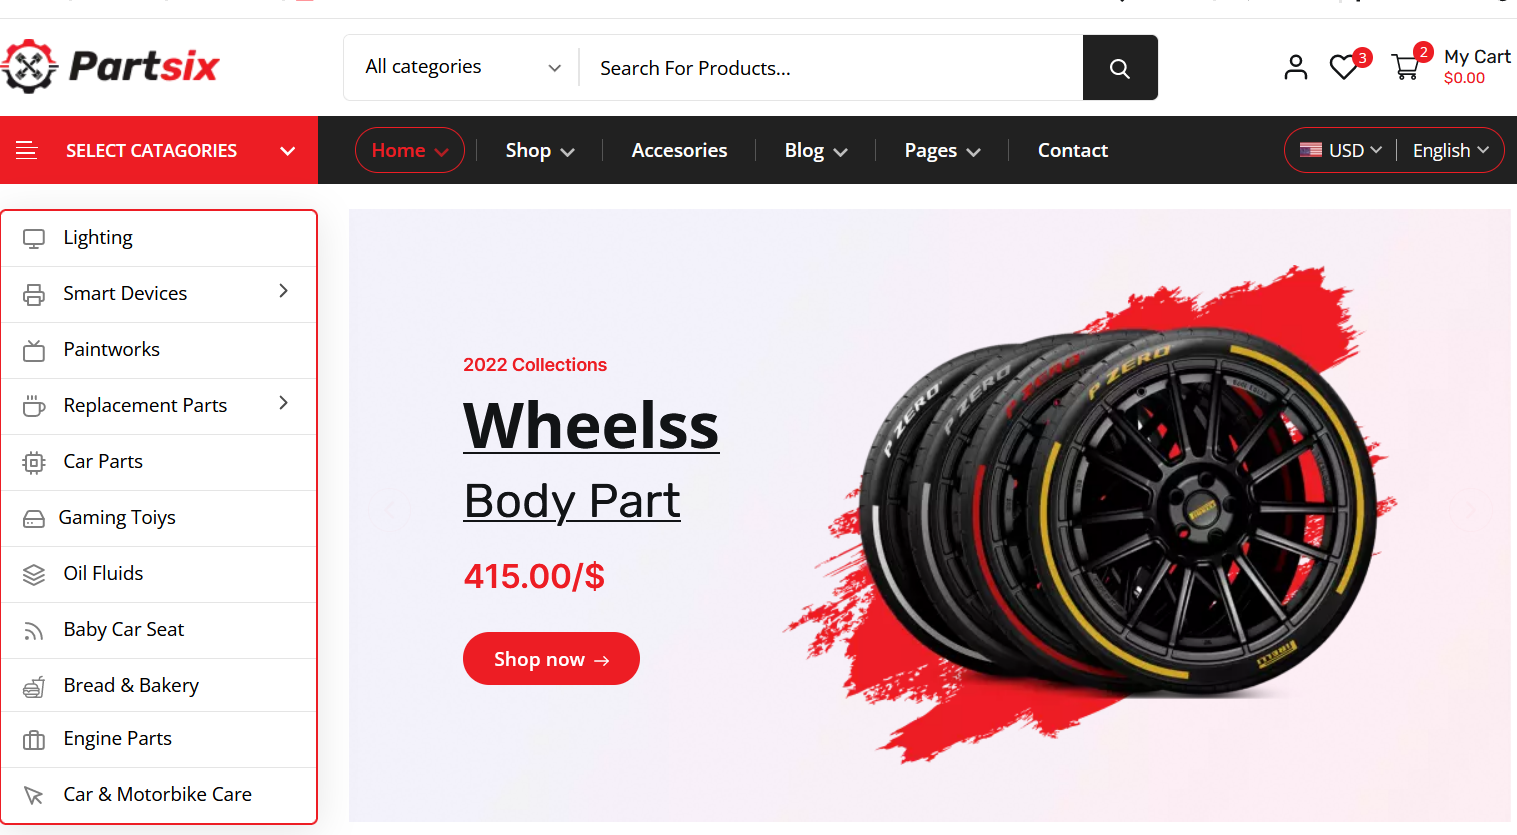 Partsix
All categories
Search For Products...
3
2
My Cart
$0.00
SELECT CATAGORIES
Home
Shop
Accesories
Blog
Pages
Contact
USD
English
Lighting
Smart Devices
Paintworks
Replacement Parts
Car Parts
Gaming Toiys
Oil Fluids
Baby Car Seat
Bread & Bakery
Engine Parts
Car & Motorbike Care
2022 Collections
Wheelss
Body Part
415.00/$
Shop now →
P ZERO
P ZERO
P ZERO
P ZERO
PIRELLI
PIRELLI